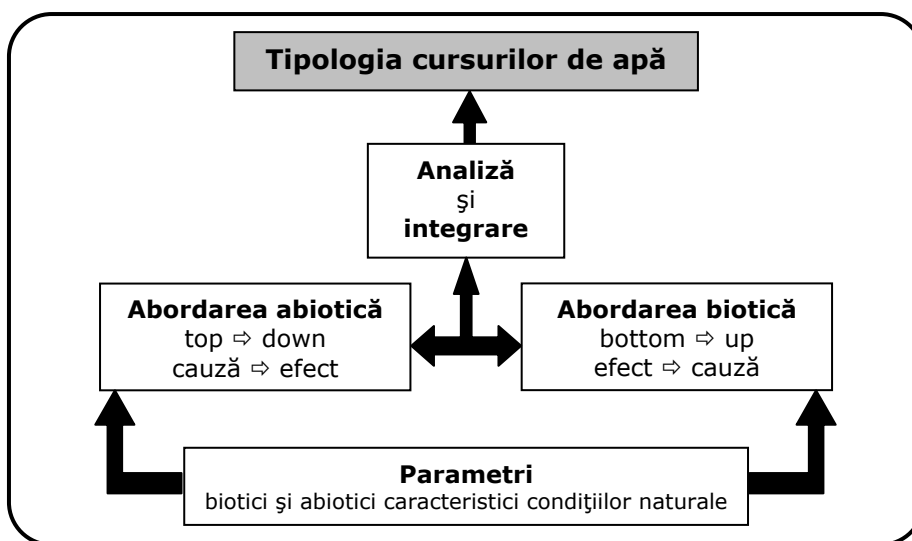 Tipologia cursurilor de apă
Analiză
şi
integrare
Abordarea abiotică
top ⇨ down
cauză ⇨ efect
Abordarea biotică
bottom ⇨ up
efect ⇨ cauză
Parametri
biotici şi abiotici caracteristici condiţiilor naturale